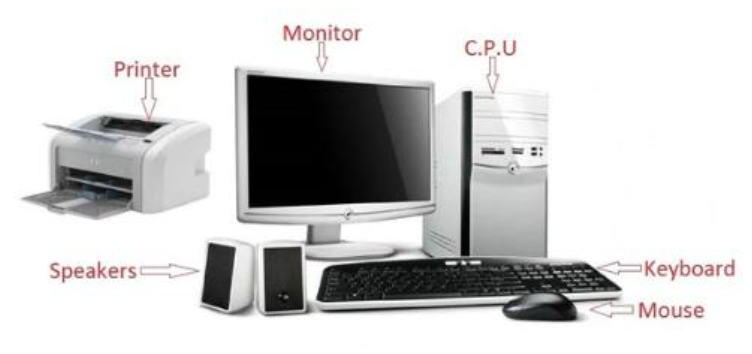 Monitor
C.P.U
Printer
Speakers
Keyboard
Mouse